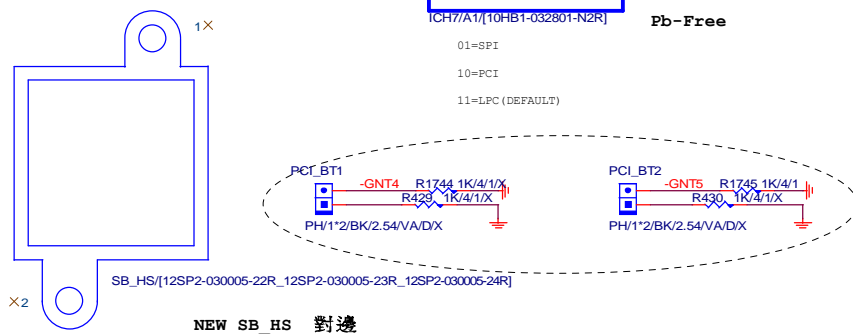 ICH7/A1/[10HB1-032801-N2R]
Pb-Free
1
01=SPI
10=PCI
11=LPC(DEFAULT)
PCI_BT1
-GNT4
R1744 1K/4/1/X
R429 1K/4/1/X
PH/1*2/BK/2.54/VA/D/X
PCI_BT2
-GNT5
R1745 1K/4/1
R430 1K/4/1/X
PH/1*2/BK/2.54/VA/D/X
SB_HS/[12SP2-030005-22R_12SP2-030005-23R_12SP2-030005-24R]
2
NEW SB_HS 對邊